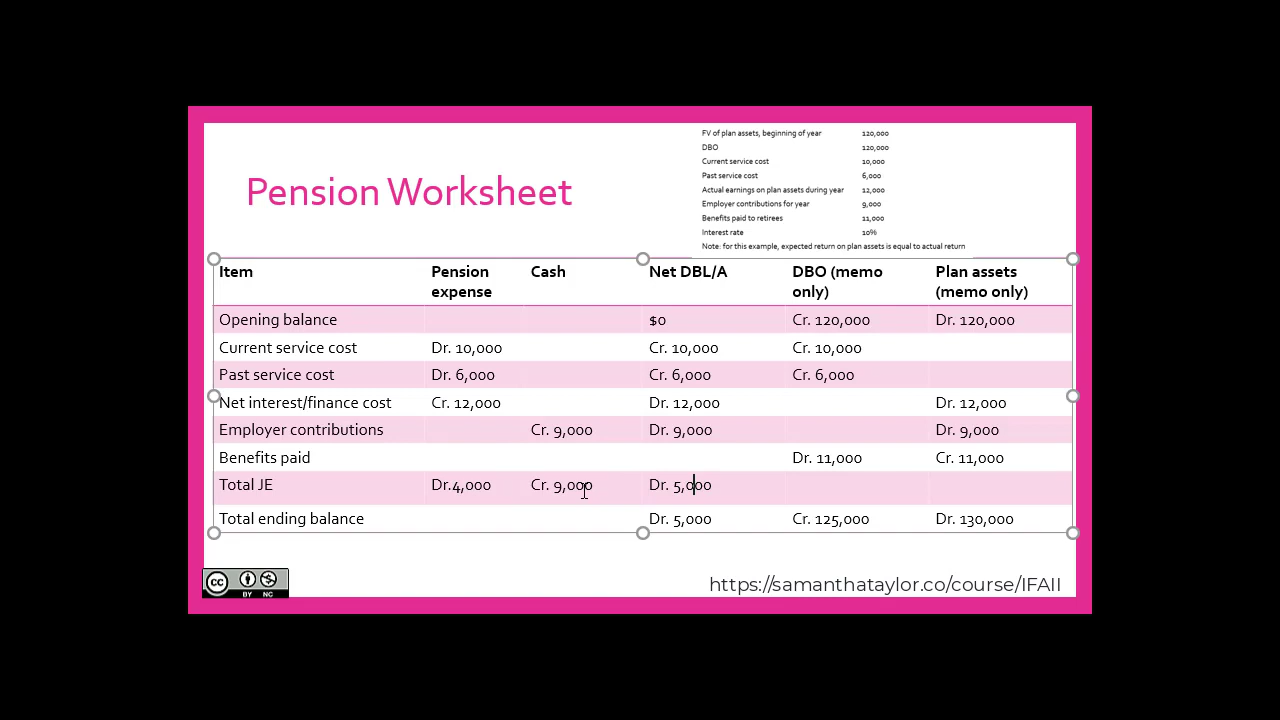 FV of plan assets, beginning of year 120,000
DBO 120,000
Current service cost 10,000
Past service cost 6,000
Actual earnings on plan assets during year 12,000
Employer contributions for year 9,000
Benefits paid to retirees 11,000
Interest rate 10%
Note: for this example, expected return on plan assets is equal to actual return
Pension Worksheet
Item Pension expense Cash Net DBL/A DBO (memo only) Plan assets (memo only)
Opening balance $0 Cr. 120,000 Dr. 120,000
Current service cost Dr. 10,000 Cr. 10,000 Cr. 10,000
Past service cost Dr. 6,000 Cr. 6,000 Cr. 6,000
Net interest/finance cost Cr. 12,000 Dr. 12,000 Dr. 12,000
Employer contributions Cr. 9,000 Dr. 9,000 Dr. 9,000
Benefits paid Dr. 11,000 Cr. 11,000
Total JE Dr.4,000 Cr. 9,000 Dr. 5,000
Total ending balance Dr. 5,000 Cr. 125,000 Dr. 130,000
cc BY NC
https://samanthataylor.co/course/IFAII